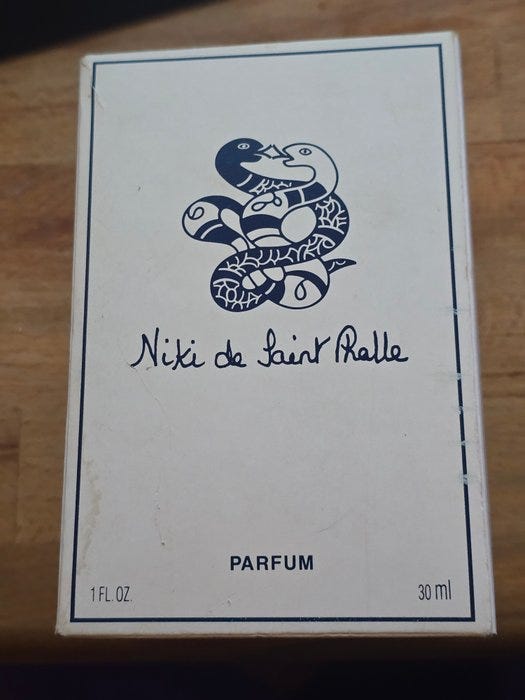 Niki de Saint Phalle
PARFUM
1 FL. OZ.
30 ml